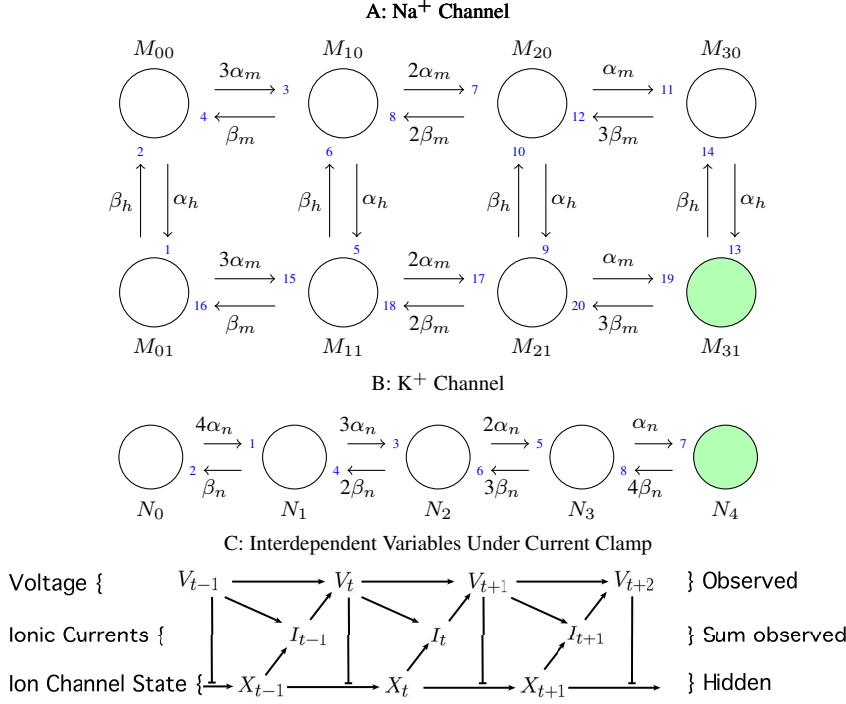 A: Na⁺ Channel
M₀₀ M₁₀ M₂₀ M₃₀
3αₘ 3 2αₘ 7 αₘ 11
4 8 12
βₘ 2βₘ 3βₘ
2 6 10 14
βₕ αₕ βₕ αₕ βₕ αₕ βₕ αₕ
1 5 9 13
3αₘ 15 2αₘ 17 αₘ 19
16 18 20
βₘ 2βₘ 3βₘ
M₀₁ M₁₁ M₂₁ M₃₁
B: K⁺ Channel
4αₙ 3αₙ 2αₙ αₙ
1 3 5 7
2 4 6 8
βₙ 2βₙ 3βₙ 4βₙ
N₀ N₁ N₂ N₃ N₄
C: Interdependent Variables Under Current Clamp
Voltage { Vₜ₋₁ Vₜ Vₜ₊₁ Vₜ₊₂ } Observed
Ionic Currents { Iₜ₋₁ Iₜ Iₜ₊₁ } Sum observed
Ion Channel State { Xₜ₋₁ Xₜ Xₜ₊₁ } Hidden